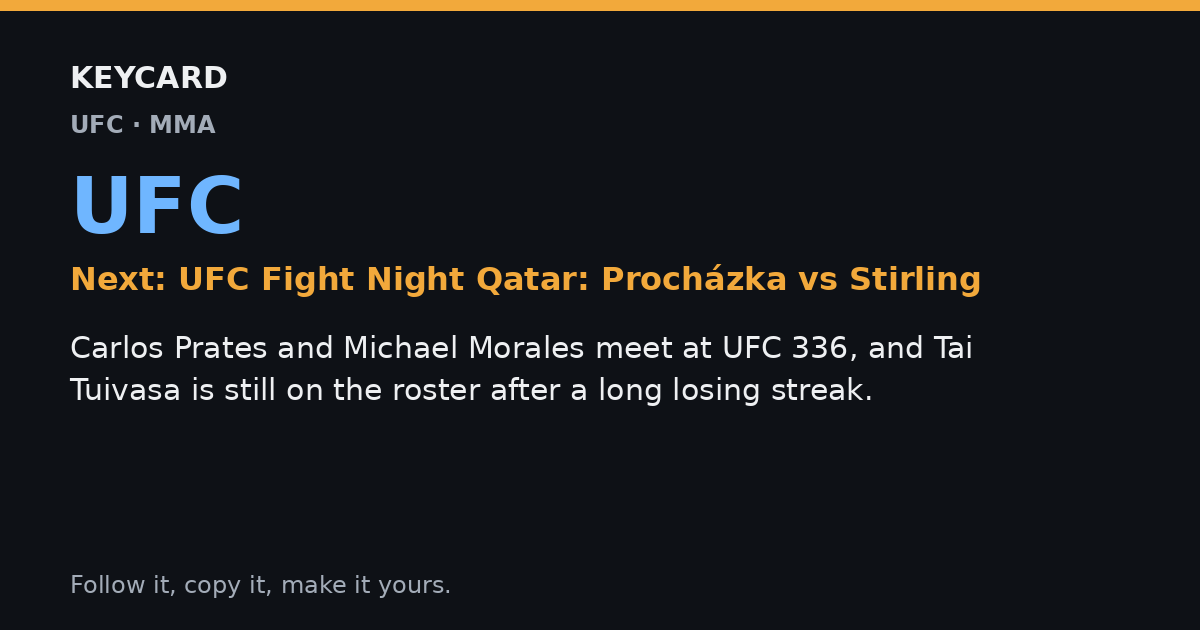 KEYCARD
UFC · MMA
UFC
Next: UFC Fight Night Qatar: Procházka vs Stirling
Carlos Prates and Michael Morales meet at UFC 336, and Tai
Tuivasa is still on the roster after a long losing streak.
Follow it, copy it, make it yours.